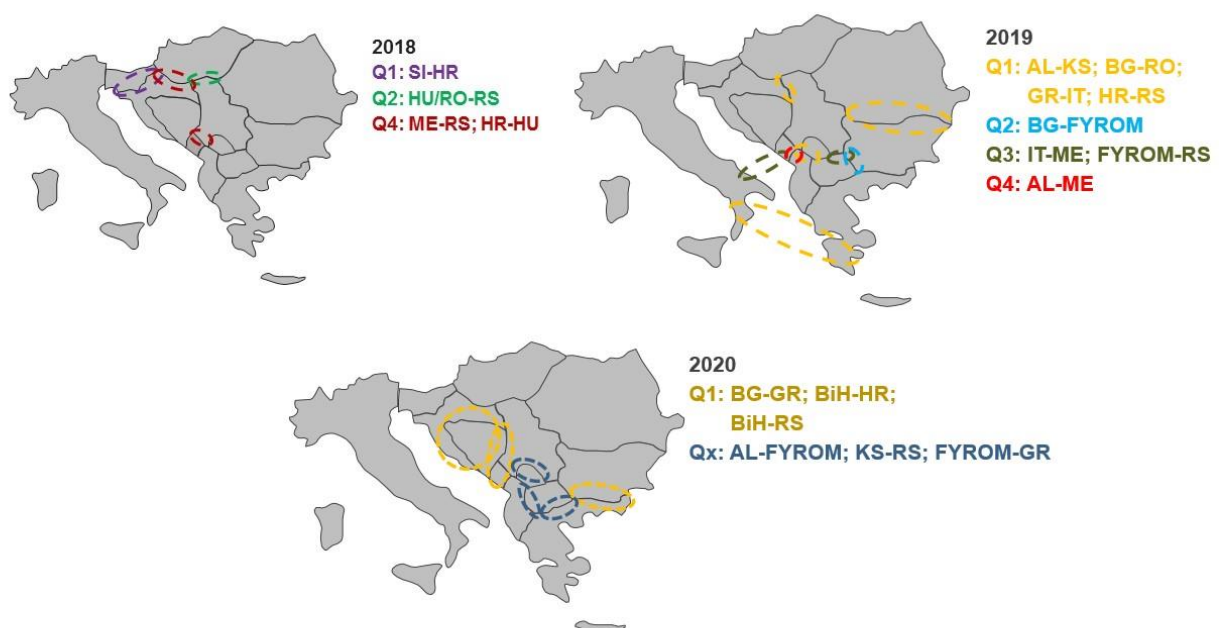 2018
Q1: SI-HR
Q2: HU/RO-RS
Q4: ME-RS; HR-HU
2019
Q1: AL-KS; BG-RO;
GR-IT; HR-RS
Q2: BG-FYROM
Q3: IT-ME; FYROM-RS
Q4: AL-ME
2020
Q1: BG-GR; BiH-HR;
BiH-RS
Qx: AL-FYROM; KS-RS; FYROM-GR